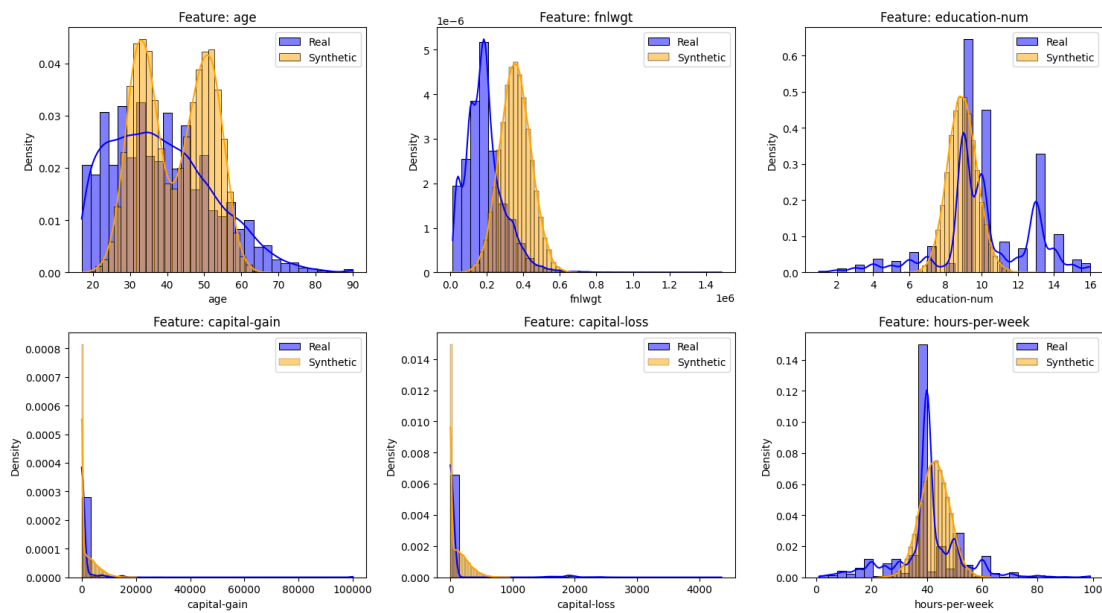 Feature: age
Real
Synthetic
Density
0.04
0.03
0.02
0.01
0.00
20 30 40 50 60 70 80 90
age
Feature: fnlwgt
1e−6
Real
Synthetic
Density
5
4
3
2
1
0
0.0 0.2 0.4 0.6 0.8 1.0 1.2 1.4
1e6
fnlwgt
Feature: education-num
Real
Synthetic
Density
0.6
0.5
0.4
0.3
0.2
0.1
0.0
2 4 6 8 10 12 14 16
education-num
Feature: capital-gain
Real
Synthetic
Density
0.0008
0.0007
0.0006
0.0005
0.0004
0.0003
0.0002
0.0001
0.0000
0 20000 40000 60000 80000 100000
capital-gain
Feature: capital-loss
Real
Synthetic
Density
0.014
0.012
0.010
0.008
0.006
0.004
0.002
0.000
0 1000 2000 3000 4000
capital-loss
Feature: hours-per-week
Real
Synthetic
Density
0.14
0.12
0.10
0.08
0.06
0.04
0.02
0.00
0 20 40 60 80 100
hours-per-week